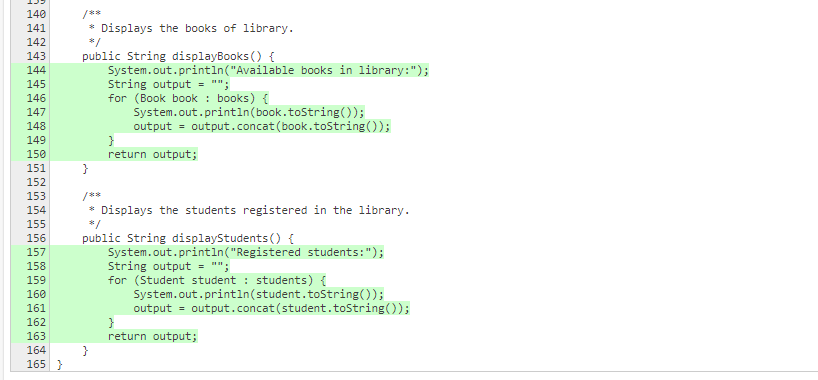 139
140 /**
141 * Displays the books of library.
142 */
143 public String displayBooks() {
144 System.out.println("Available books in library:");
145 String output = "";
146 for (Book book : books) {
147 System.out.println(book.toString());
148 output = output.concat(book.toString());
149 }
150 return output;
151 }
152
153 /**
154 * Displays the students registered in the library.
155 */
156 public String displayStudents() {
157 System.out.println("Registered students:");
158 String output = "";
159 for (Student student : students) {
160 System.out.println(student.toString());
161 output = output.concat(student.toString());
162 }
163 return output;
164 }
165 }